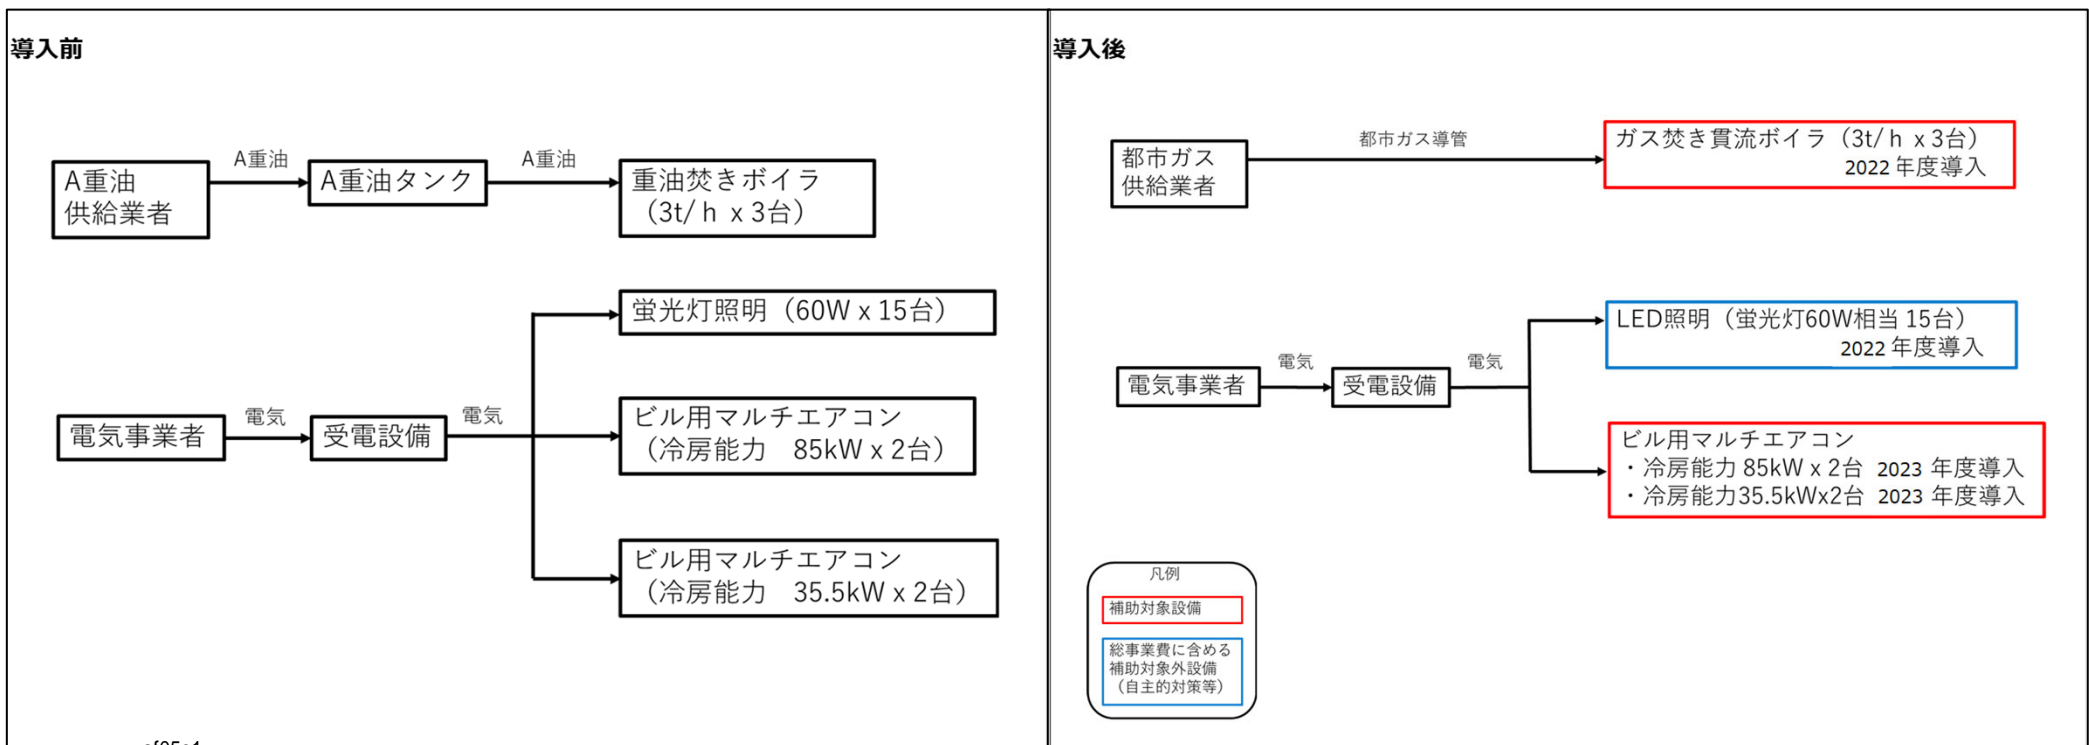 導入前
A重油
供給業者
A重油
A重油タンク
A重油
重油焚きボイラ
（3t/ｈ x 3台）
電気事業者
電気
受電設備
電気
蛍光灯照明（60W x 15台）
ビル用マルチエアコン
（冷房能力　85kW x 2台）
ビル用マルチエアコン
（冷房能力　35.5kW x 2台）
導入後
都市ガス
供給業者
都市ガス導管
ガス焚き貫流ボイラ（3t/ｈ x 3台）
2022 年度導入
電気事業者
電気
受電設備
電気
LED照明（蛍光灯60W相当 15台）
2022 年度導入
ビル用マルチエアコン
・冷房能力 85kW x 2台 2023 年度導入
・冷房能力35.5kWx2台 2023 年度導入
凡例
補助対象設備
総事業費に含める
補助対象外設備
（自主的対策等）